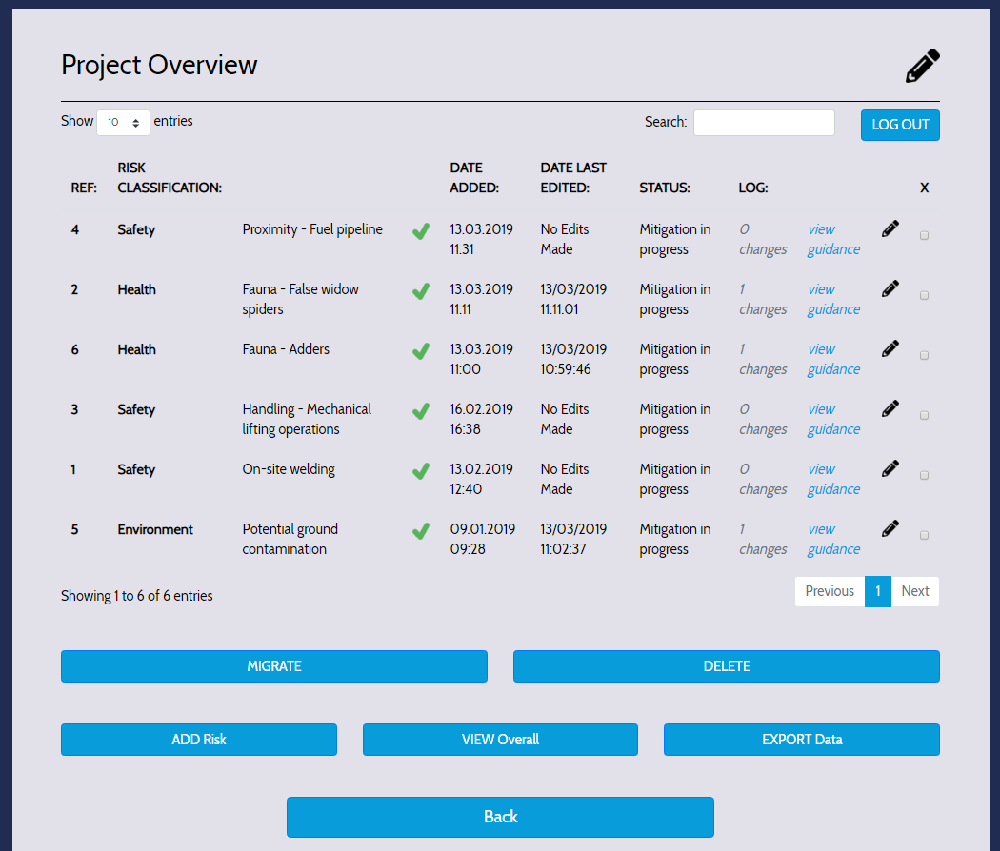 Project Overview
Show 10 entries
Search:
LOG OUT
REF: RISK CLASSIFICATION: DATE ADDED: DATE LAST EDITED: STATUS: LOG: X
4 Safety Proximity - Fuel pipeline 13.03.2019 No Edits Mitigation in 0 view
11:31 Made progress changes guidance
2 Health Fauna - False widow 13.03.2019 13/03/2019 Mitigation in 1 view
spiders 11:11 11:11:01 progress changes guidance
6 Health Fauna - Adders 13.03.2019 13/03/2019 Mitigation in 1 view
11:00 10:59:46 progress changes guidance
3 Safety Handling - Mechanical 16.02.2019 No Edits Mitigation in 0 view
lifting operations 16:38 Made progress changes guidance
1 Safety On-site welding 13.02.2019 No Edits Mitigation in 0 view
12:40 Made progress changes guidance
5 Environment Potential ground 09.01.2019 13/03/2019 Mitigation in 1 view
contamination 09:28 11:02:37 progress changes guidance
Showing 1 to 6 of 6 entries
Previous 1 Next
MIGRATE DELETE
ADD Risk VIEW Overall EXPORT Data
Back